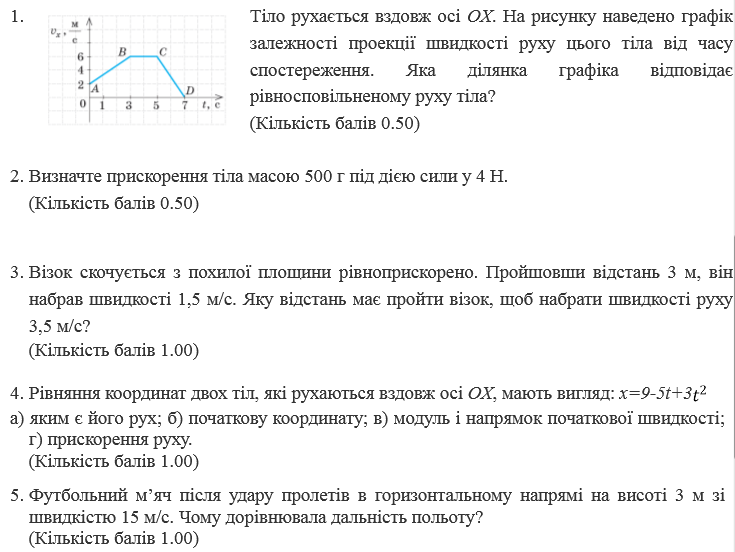 1.
Тіло рухається вздовж осі OX. На рисунку наведено графік
залежності проекції швидкості руху цього тіла від часу
спостереження. Яка ділянка графіка відповідає
рівносповільненому руху тіла?
(Кількість балів 0.50)
υx, м/с
6
4
2
0 1 3 5 7 t, с
A
B
C
D
2. Визначте прискорення тіла масою 500 г під дією сили у 4 Н.
(Кількість балів 0.50)
3. Візок скочується з похилої площини рівноприскорено. Пройшовши відстань 3 м, він
набрав швидкості 1,5 м/с. Яку відстань має пройти візок, щоб набрати швидкості руху
3,5 м/с?
(Кількість балів 1.00)
4. Рівняння координат двох тіл, які рухаються вздовж осі OX, мають вигляд: x=9-5t+3t²
а) яким є його рух; б) початкову координату; в) модуль і напрямок початкової швидкості;
г) прискорення руху.
(Кількість балів 1.00)
5. Футбольний м’яч після удару пролетів в горизонтальному напрямі на висоті 3 м зі
швидкістю 15 м/с. Чому дорівнювала дальність польоту?
(Кількість балів 1.00)